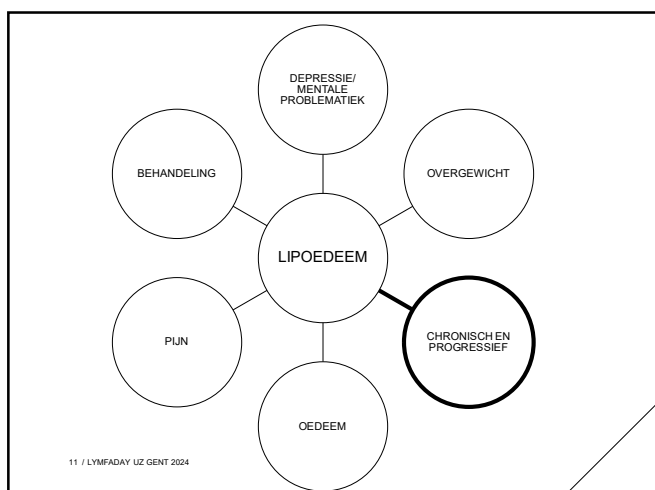 DEPRESSIE/
MENTALE
PROBLEMATIEK
BEHANDELING
OVERGEWICHT
LIPOEDEEM
PIJN
CHRONISCH EN
PROGRESSIEF
OEDEEM
11 / LYMFADAY UZ GENT 2024